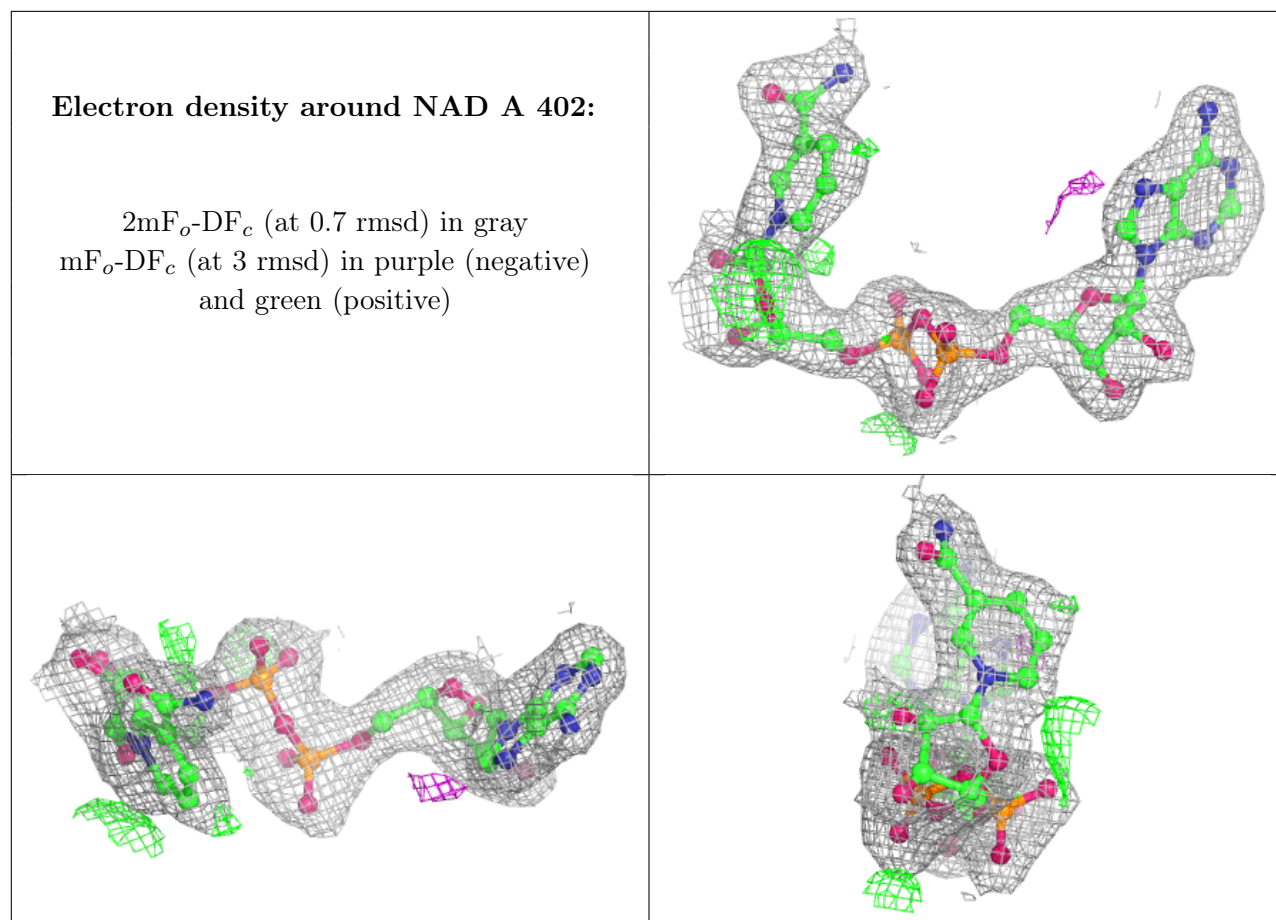 Electron density around NAD A 402:
2mFo-DFc (at 0.7 rmsd) in gray
mFo-DFc (at 3 rmsd) in purple (negative)
and green (positive)